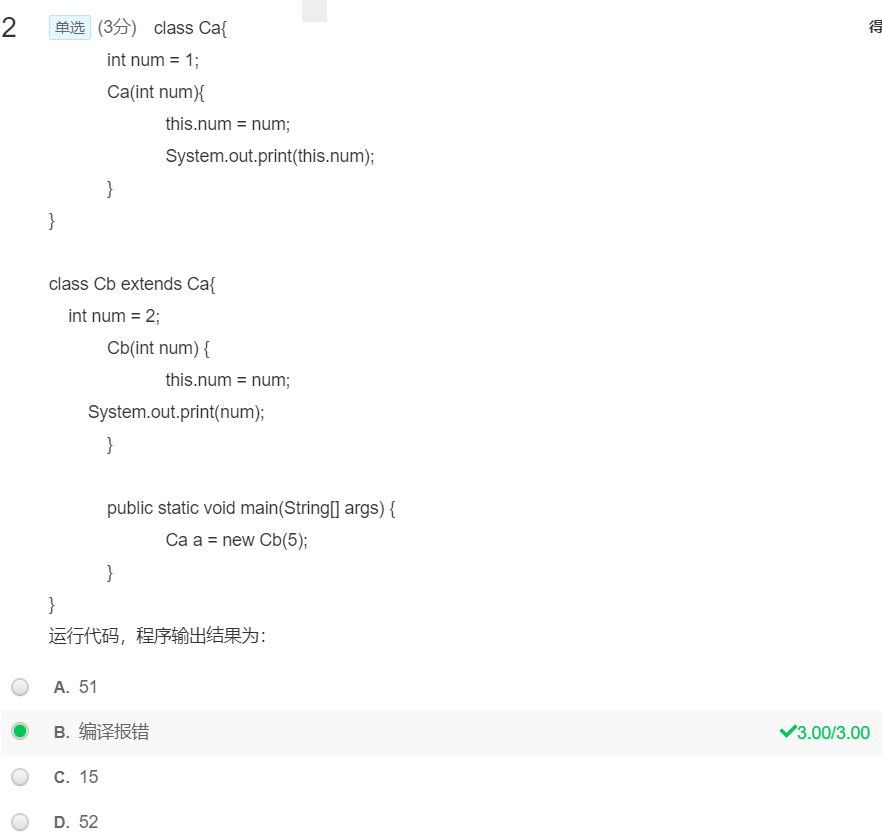 2 单选 (3分) class Ca{ 得
int num = 1;
Ca(int num){
this.num = num;
System.out.print(this.num);
}
}
class Cb extends Ca{
int num = 2;
Cb(int num) {
this.num = num;
System.out.print(num);
}
public static void main(String[] args) {
Ca a = new Cb(5);
}
}
运行代码，程序输出结果为：
A. 51
B. 编译报错 3.00/3.00
C. 15
D. 52